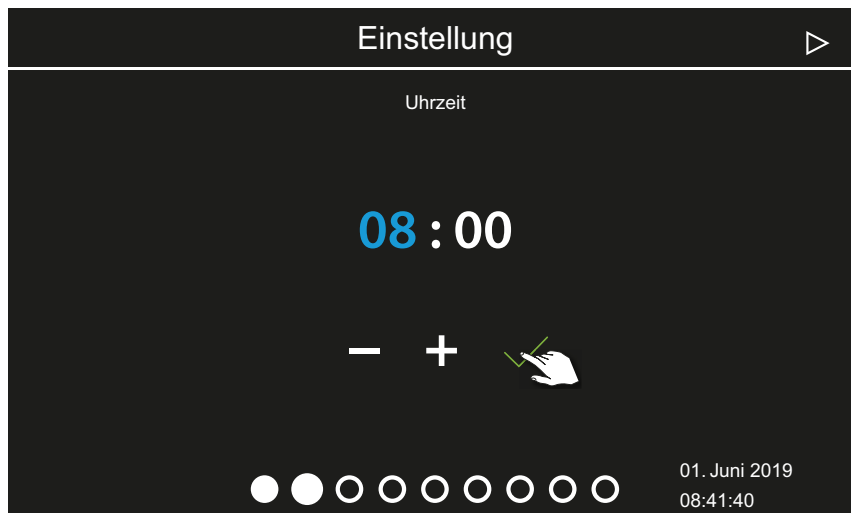 Einstellung
Uhrzeit
08 : 00
− +
01. Juni 2019
08:41:40